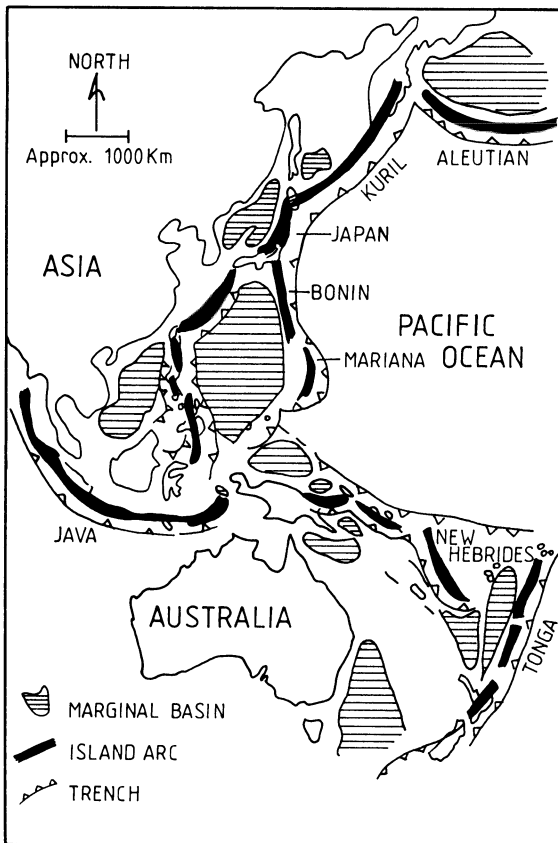 NORTH
Approx. 1000 Km
ALEUTIAN
KURIL
JAPAN
ASIA
BONIN
PACIFIC
OCEAN
MARIANA
JAVA
NEW
HEBRIDES
AUSTRALIA
TONGA
MARGINAL BASIN
ISLAND ARC
TRENCH